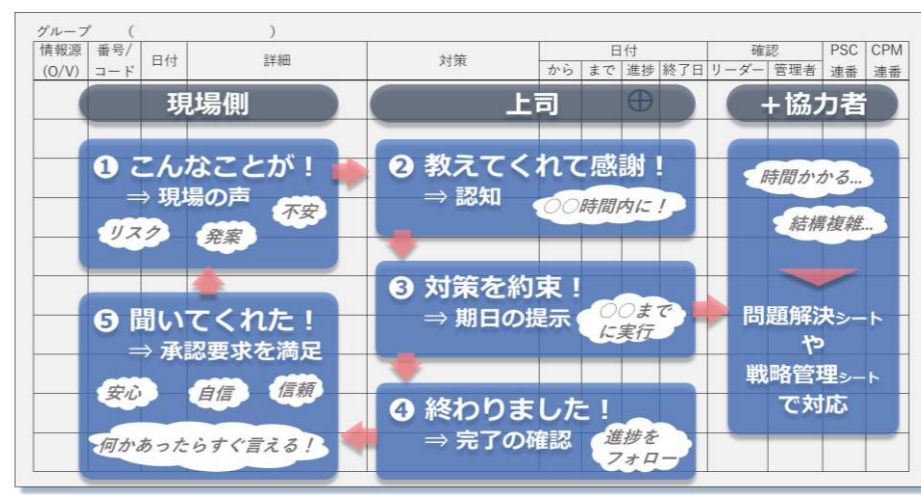 グループ ( )
情報源 (O/V)
番号/コード
日付
詳細
対策
日付
から まで 進捗 終了日
確認
リーダー 管理者
PSC 連番
CPM 連番
現場側
上司
+協力者
❶ こんなことが！
⇒ 現場の声
不安
リスク
発案
❷ 教えてくれて感謝！
⇒ 認知
○○時間内に！
時間かかる…
結構複雑…
❸ 対策を約束！
⇒ 期日の提示
○○まで
に実行
問題解決シート
や
戦略管理シート
で対応
❹ 終わりました！
⇒ 完了の確認
進捗を
フォロー
❺ 聞いてくれた！
⇒ 承認要求を満足
安心
自信
信頼
何かあったらすぐ言える！